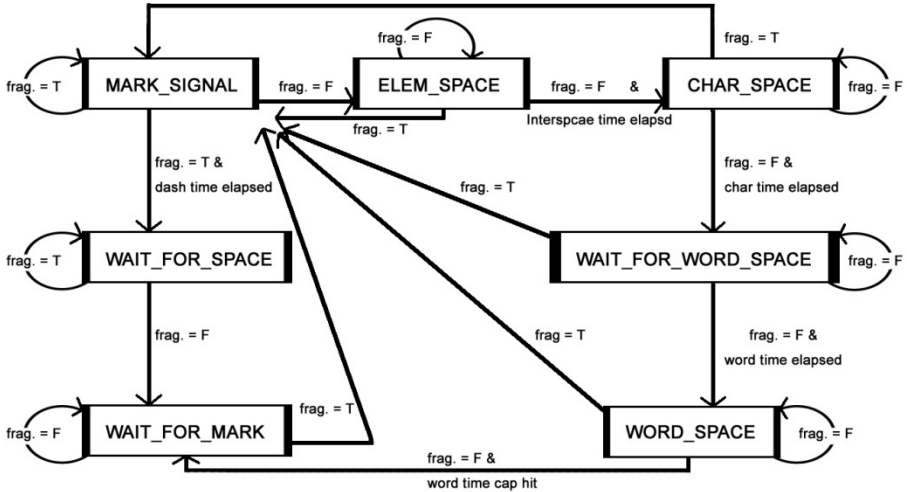 frag. = T
frag. = F
frag. = T
MARK_SIGNAL
frag. = F
ELEM_SPACE
frag. = F &
CHAR_SPACE
frag. = F
Interspcae time elapsd
frag. = T
frag. = T &
dash time elapsed
frag. = F &
char time elapsed
frag. = T
frag. = T
WAIT_FOR_SPACE
WAIT_FOR_WORD_SPACE
frag. = F
frag. = F
frag. = T
frag. = F &
word time elapsed
frag. = T
frag. = F
WAIT_FOR_MARK
WORD_SPACE
frag. = F
frag. = F &
word time cap hit